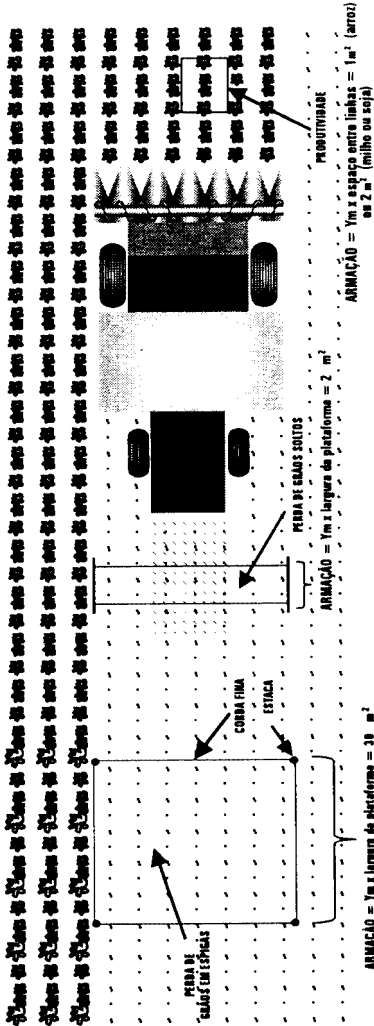 PRODUTIVIDADE
ARMAÇÃO = Ym x espaço entre linhas = 1 m² (arroz)
ou 2 m² (milho ou soja)
PERDA DE GRÃOS SOLTOS
ARMAÇÃO = Ym x largura da plataforma = 2 m²
CORDA FINA
ESTACA
PERDA DE
GRÃOS EM ESPIGAS
ARMAÇÃO = Ym x largura da plataforma = 30 m²